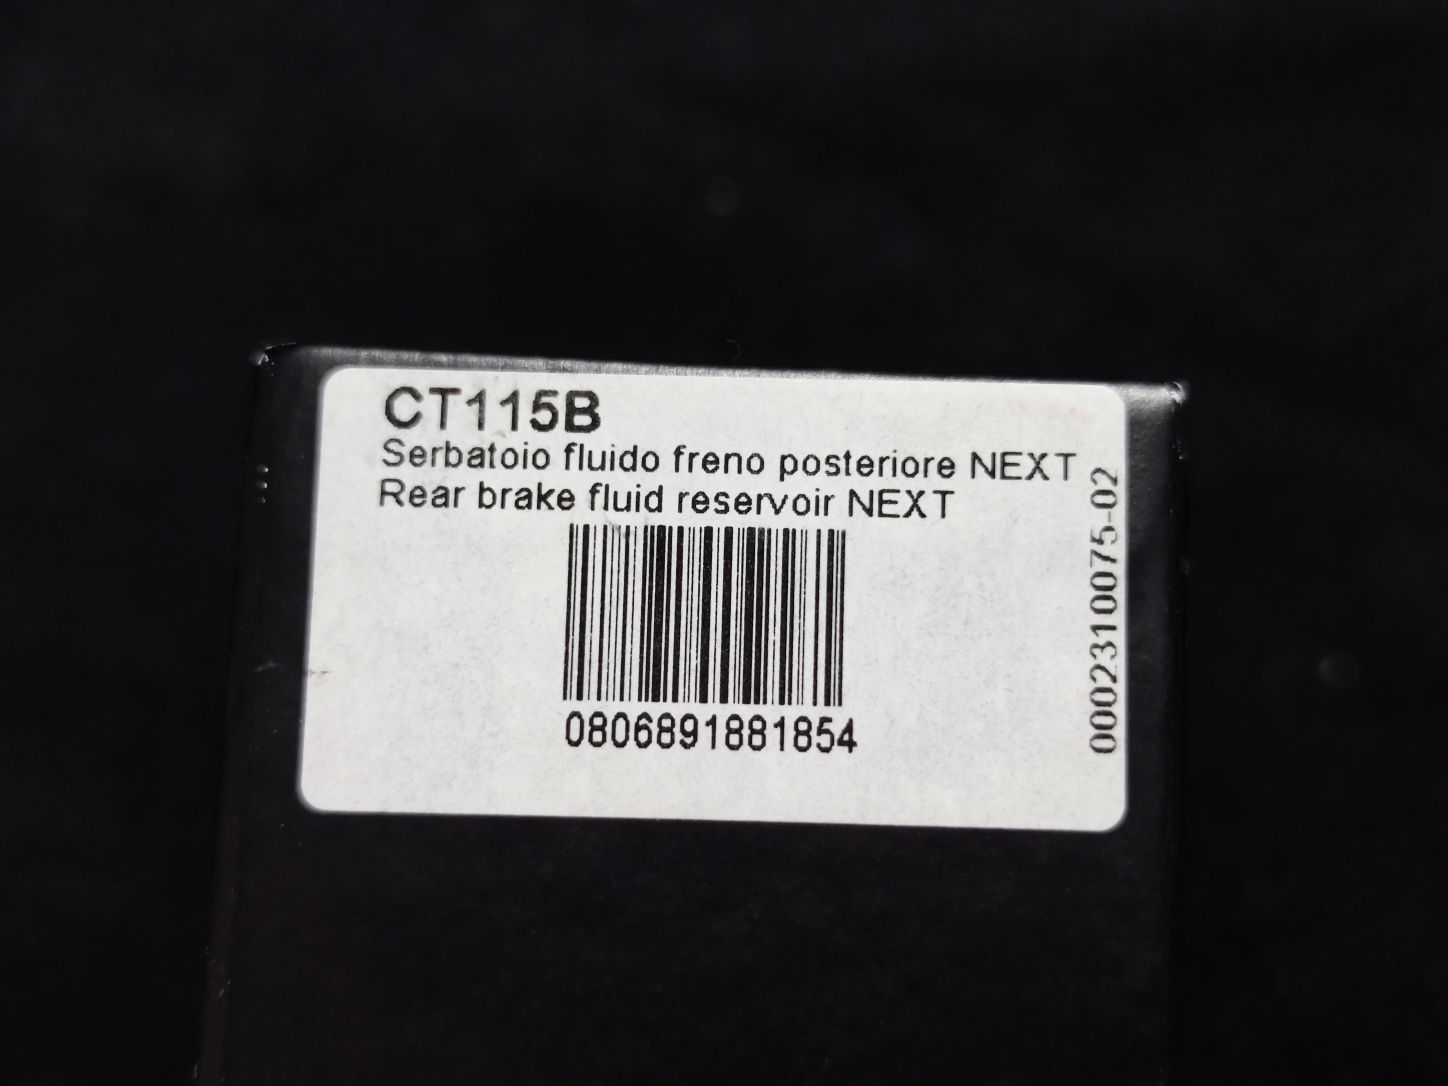 CT115B
Serbatoio fluido freno posteriore NEXT
Rear brake fluid reservoir NEXT
0806891881854
0002310075-02